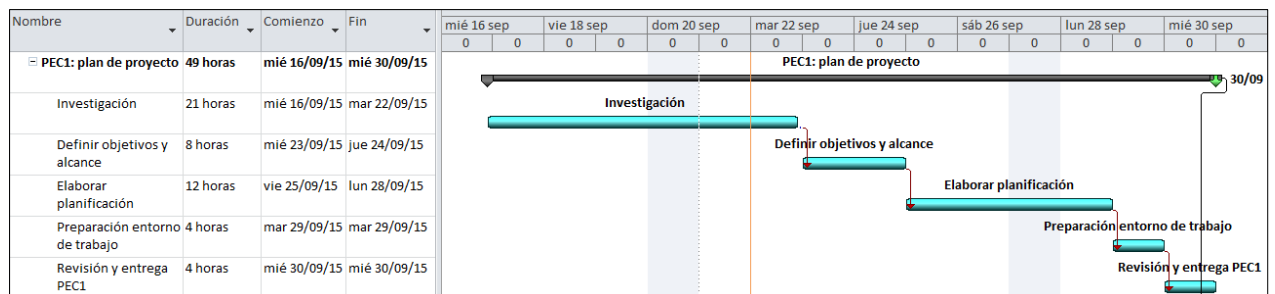 Nombre Duración Comienzo Fin mié 16 sep vie 18 sep dom 20 sep mar 22 sep jue 24 sep sáb 26 sep lun 28 sep mié 30 sep
0 0 0 0 0 0 0 0 0 0 0 0 0 0 0 0
PEC1: plan de proyecto 49 horas mié 16/09/15 mié 30/09/15 PEC1: plan de proyecto
30/09
Investigación 21 horas mié 16/09/15 mar 22/09/15 Investigación
Definir objetivos y 8 horas mié 23/09/15 jue 24/09/15 Definir objetivos y alcance
alcance
Elaborar 12 horas vie 25/09/15 lun 28/09/15 Elaborar planificación
planificación
Preparación entorno 4 horas mar 29/09/15 mar 29/09/15 Preparación entorno de trabajo
de trabajo
Revisión y entrega 4 horas mié 30/09/15 mié 30/09/15 Revisión y entrega PEC1
PEC1